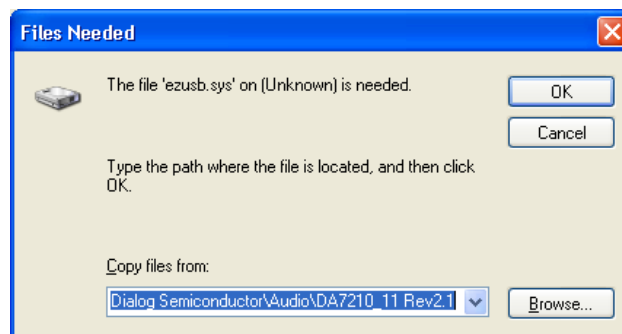 Files Needed
The file 'ezusb.sys' on (Unknown) is needed.
OK
Cancel
Type the path where the file is located, and then click
OK.
Copy files from:
Dialog Semiconductor\Audio\DA7210_11 Rev2.1
Browse...